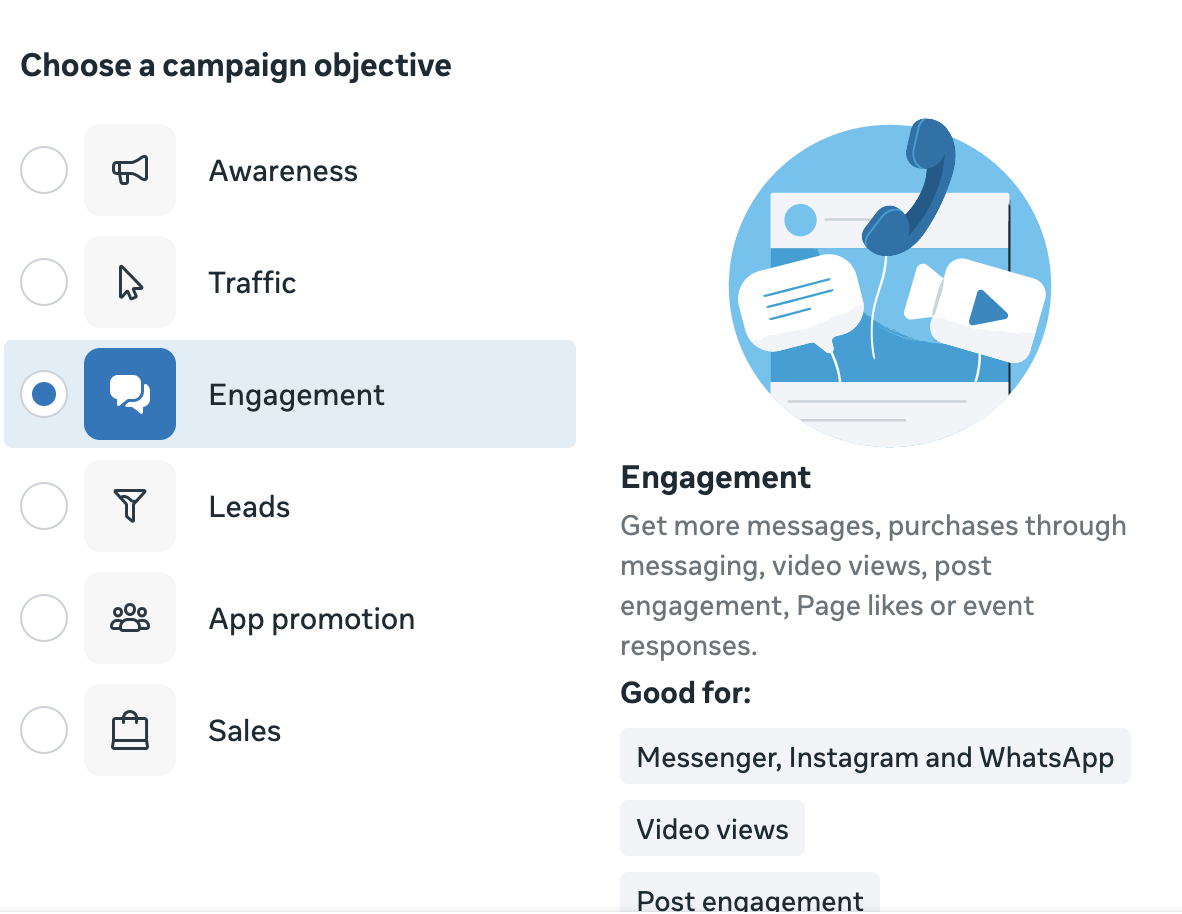 Choose a campaign objective
Awareness
Traffic
Engagement
Leads
App promotion
Sales
Engagement
Get more messages, purchases through
messaging, video views, post
engagement, Page likes or event
responses.
Good for:
Messenger, Instagram and WhatsApp
Video views
Post engagement